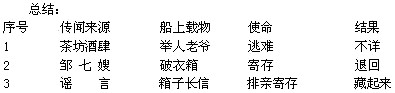 总结：
序号 传闻来源 船上载物 使命 结果
1 茶坊酒肆 举人老爷 逃难 不详
2 邹七嫂 破衣箱 寄存 退回
3 谣言 箱子长信 排亲寄存 藏起来